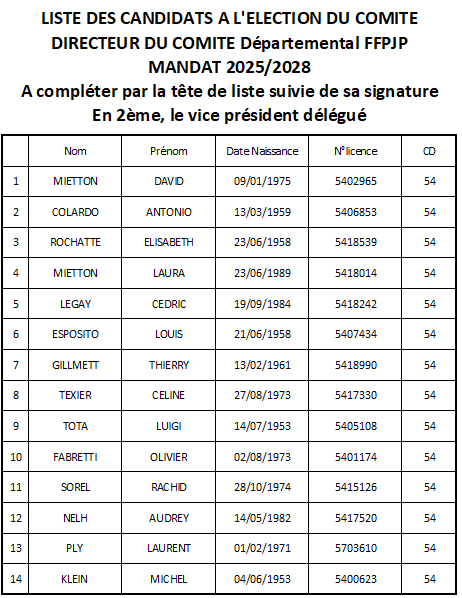 LISTE DES CANDIDATS A L'ELECTION DU COMITE
DIRECTEUR DU COMITE Départemental FFPJP
MANDAT 2025/2028
A compléter par la tête de liste suivie de sa signature
En 2ème, le vice président délégué
Nom Prénom Date Naissance N°licence CD
1 MIETTON DAVID 09/01/1975 5402965 54
2 COLARDO ANTONIO 13/03/1959 5406853 54
3 ROCHATTE ELISABETH 23/06/1958 5418539 54
4 MIETTON LAURA 23/06/1989 5418014 54
5 LEGAY CEDRIC 19/09/1984 5418242 54
6 ESPOSITO LOUIS 21/06/1958 5407434 54
7 GILLMETT THIERRY 13/02/1961 5418990 54
8 TEXIER CELINE 27/08/1973 5417330 54
9 TOTA LUIGI 14/07/1953 5405108 54
10 FABRETTI OLIVIER 02/08/1973 5401174 54
11 SOREL RACHID 28/10/1974 5415126 54
12 NELH AUDREY 14/05/1982 5417520 54
13 PLY LAURENT 01/02/1971 5703610 54
14 KLEIN MICHEL 04/06/1953 5400623 54